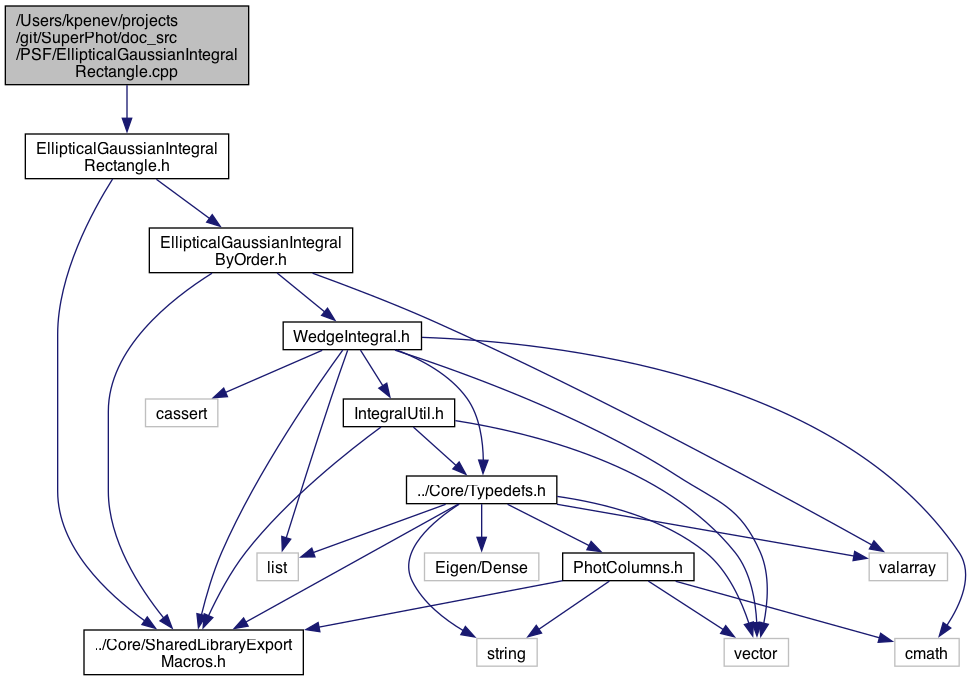 /Users/kpenev/projects
/git/SuperPhot/doc_src
/PSF/EllipticalGaussianIntegral
Rectangle.cpp
EllipticalGaussianIntegral
Rectangle.h
EllipticalGaussianIntegral
ByOrder.h
WedgeIntegral.h
cassert
IntegralUtil.h
../Core/Typedefs.h
list
Eigen/Dense
PhotColumns.h
valarray
../Core/SharedLibraryExport
Macros.h
string
vector
cmath